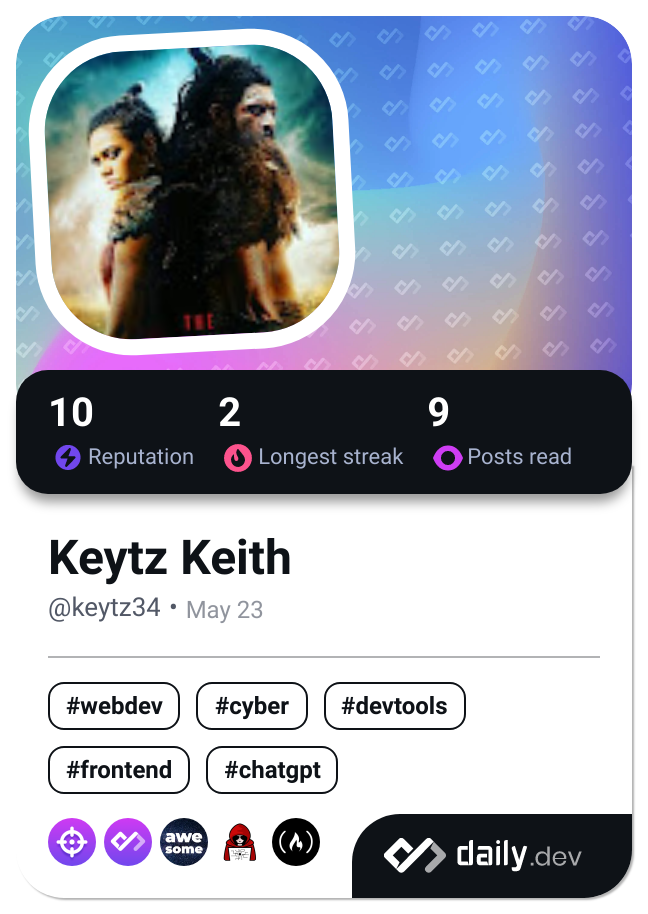 THE
10
2
9
Reputation
Longest streak
Posts read
Keytz Keith
@keytz34 • May 23
#webdev
#cyber
#devtools
#frontend
#chatgpt
awe
some
daily.dev